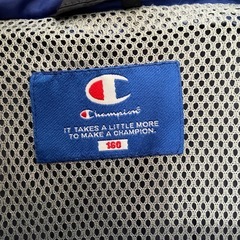 Champion
IT TAKES A LITTLE MORE
TO MAKE A CHAMPION.
160